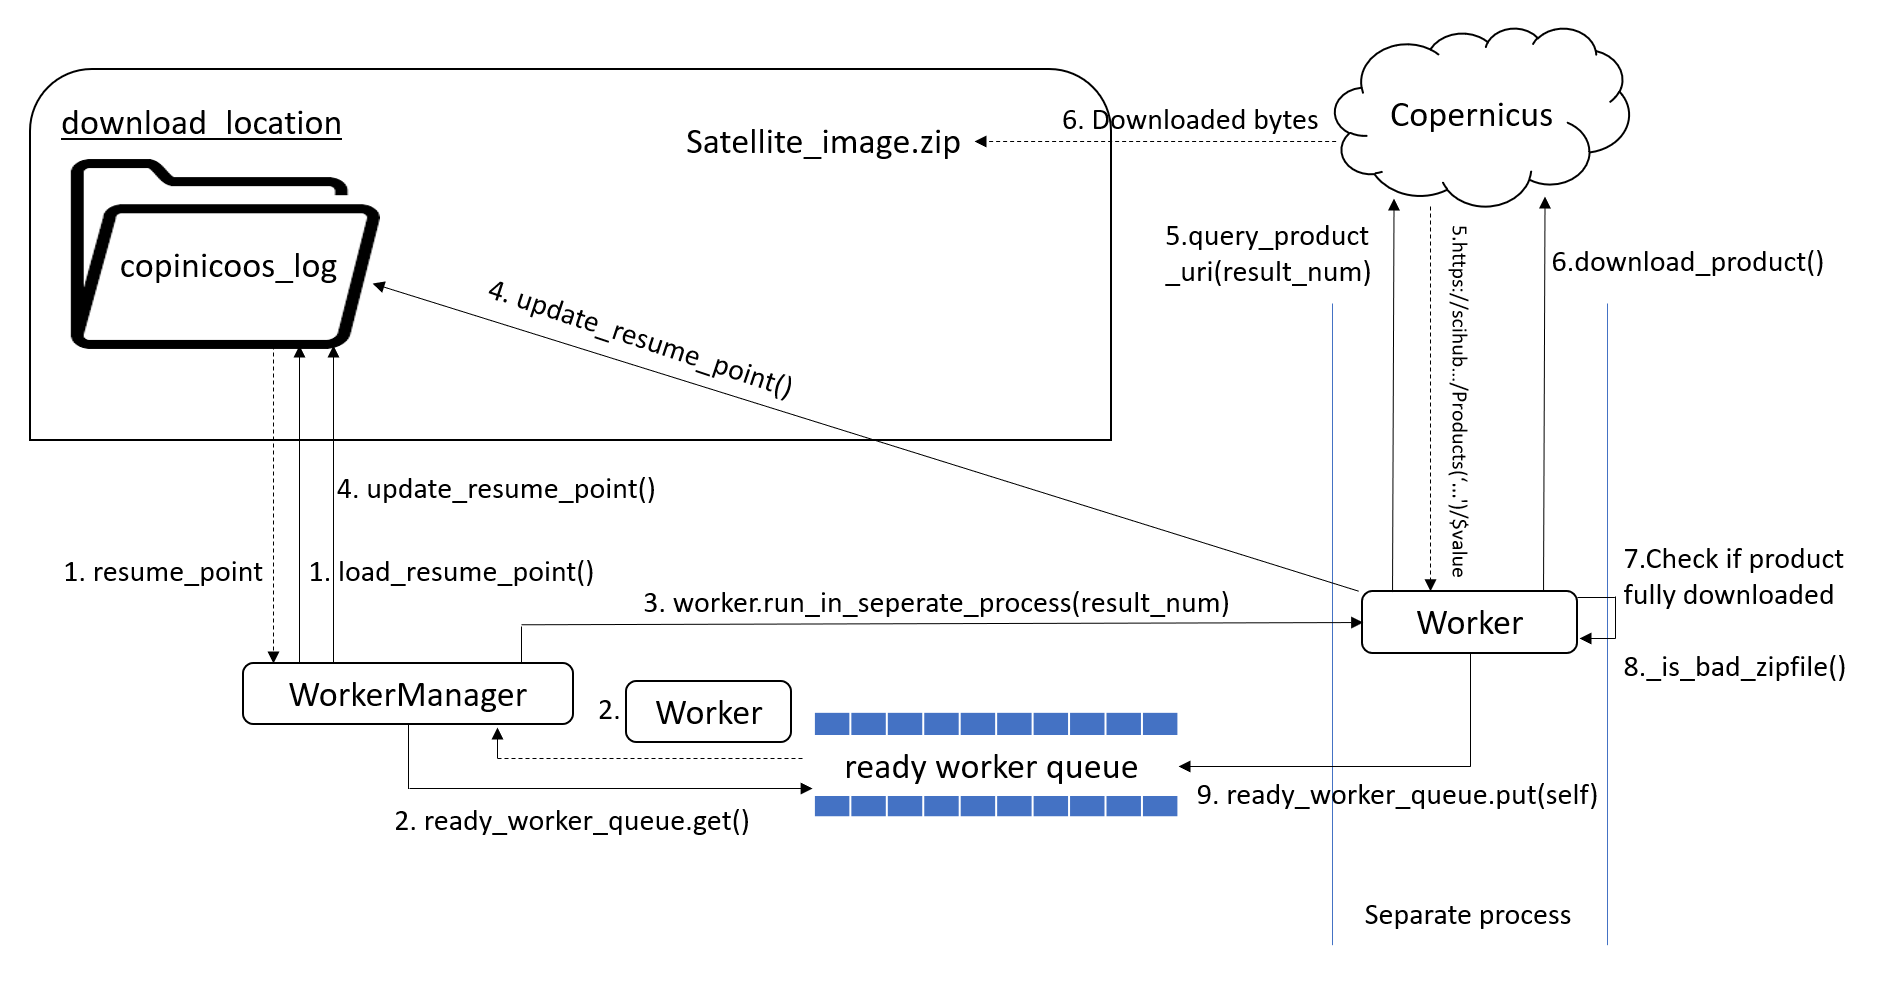 download_location
copinicoos_log
Satellite_image.zip
6. Downloaded bytes
Copernicus
5.query_product
_uri(result_num)
5.https://scihub.../Products('...')/$value
6.download_product()
4. update_resume_point()
4. update_resume_point()
1. resume_point
1. load_resume_point()
3. worker.run_in_seperate_process(result_num)
7.Check if product
fully downloaded
Worker
8._is_bad_zipfile()
WorkerManager
2.
Worker
ready worker queue
2. ready_worker_queue.get()
9. ready_worker_queue.put(self)
Separate process